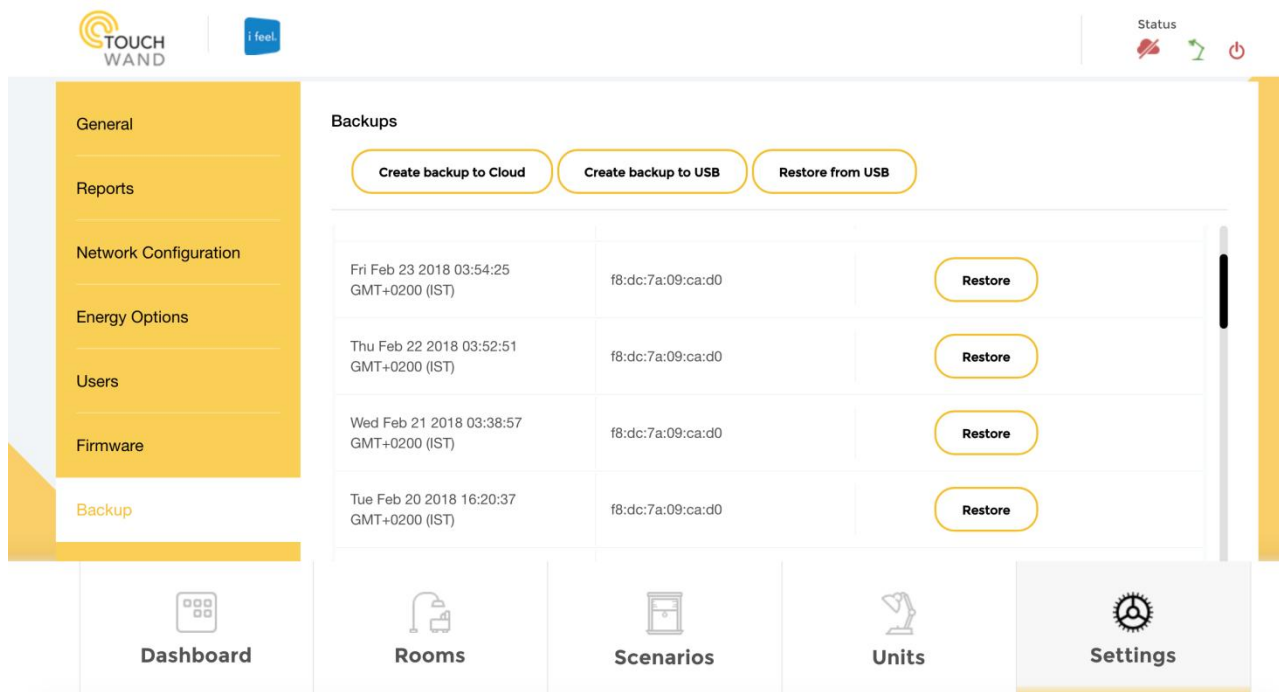 TOUCH
WAND
i feel.
Status
General
Reports
Network Configuration
Energy Options
Users
Firmware
Backup
Backups
Create backup to Cloud
Create backup to USB
Restore from USB
Fri Feb 23 2018 03:54:25
GMT+0200 (IST)
f8:dc:7a:09:ca:d0
Restore
Thu Feb 22 2018 03:52:51
GMT+0200 (IST)
f8:dc:7a:09:ca:d0
Restore
Wed Feb 21 2018 03:38:57
GMT+0200 (IST)
f8:dc:7a:09:ca:d0
Restore
Tue Feb 20 2018 16:20:37
GMT+0200 (IST)
f8:dc:7a:09:ca:d0
Restore
Dashboard
Rooms
Scenarios
Units
Settings